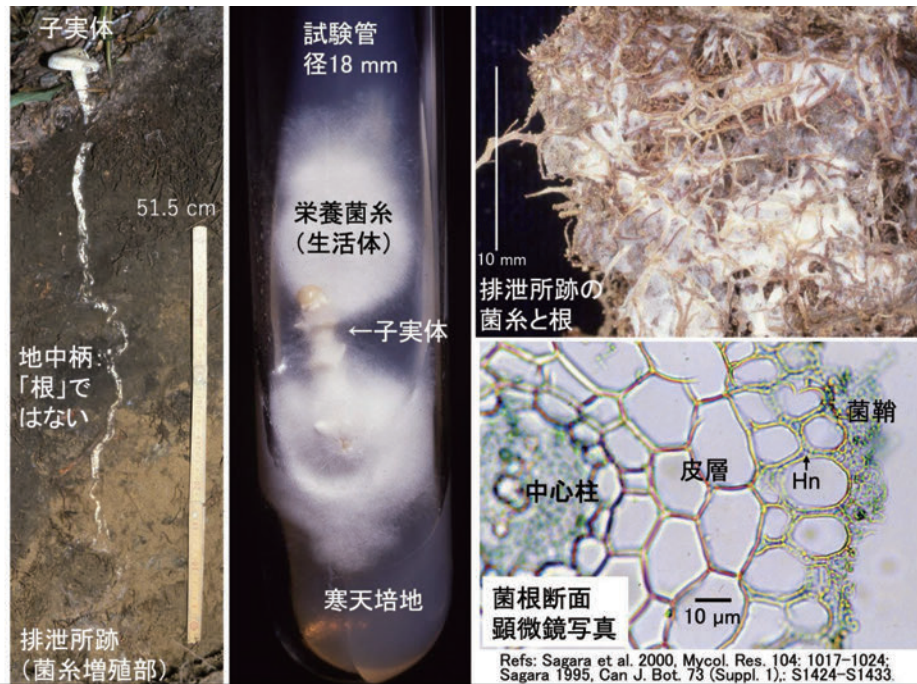 子実体
51.5 cm
地中柄:
「根」で
はない
排泄所跡
(菌糸増殖部)
試験管
径18 mm
栄養菌糸
(生活体)
←子実体
寒天培地
10 mm
排泄所跡の
菌糸と根
菌鞘
皮層
Hn
中心柱
10 µm
菌根断面
顕微鏡写真
Refs: Sagara et al. 2000, Mycol. Res. 104: 1017-1024;
Sagara 1995, Can J. Bot. 73 (Suppl. 1),: S1424-S1433.